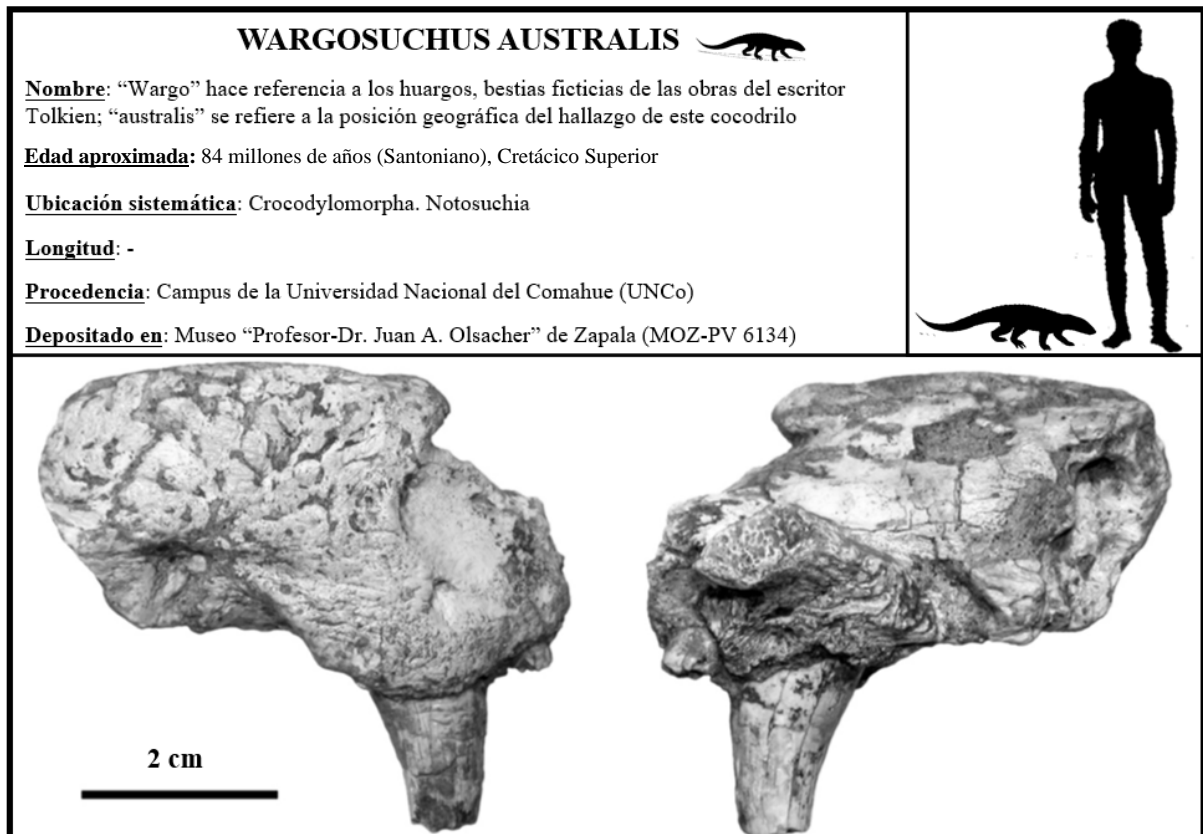 WARGOSUCHUS AUSTRALIS
Nombre: “Wargo” hace referencia a los huargos, bestias ficticias de las obras del escritor
Tolkien; “australis” se refiere a la posición geográfica del hallazgo de este cocodrilo
Edad aproximada: 84 millones de años (Santoniano), Cretácico Superior
Ubicación sistemática: Crocodylomorpha. Notosuchia
Longitud: -
Procedencia: Campus de la Universidad Nacional del Comahue (UNCo)
Depositado en: Museo “Profesor-Dr. Juan A. Olsacher” de Zapala (MOZ-PV 6134)
2 cm